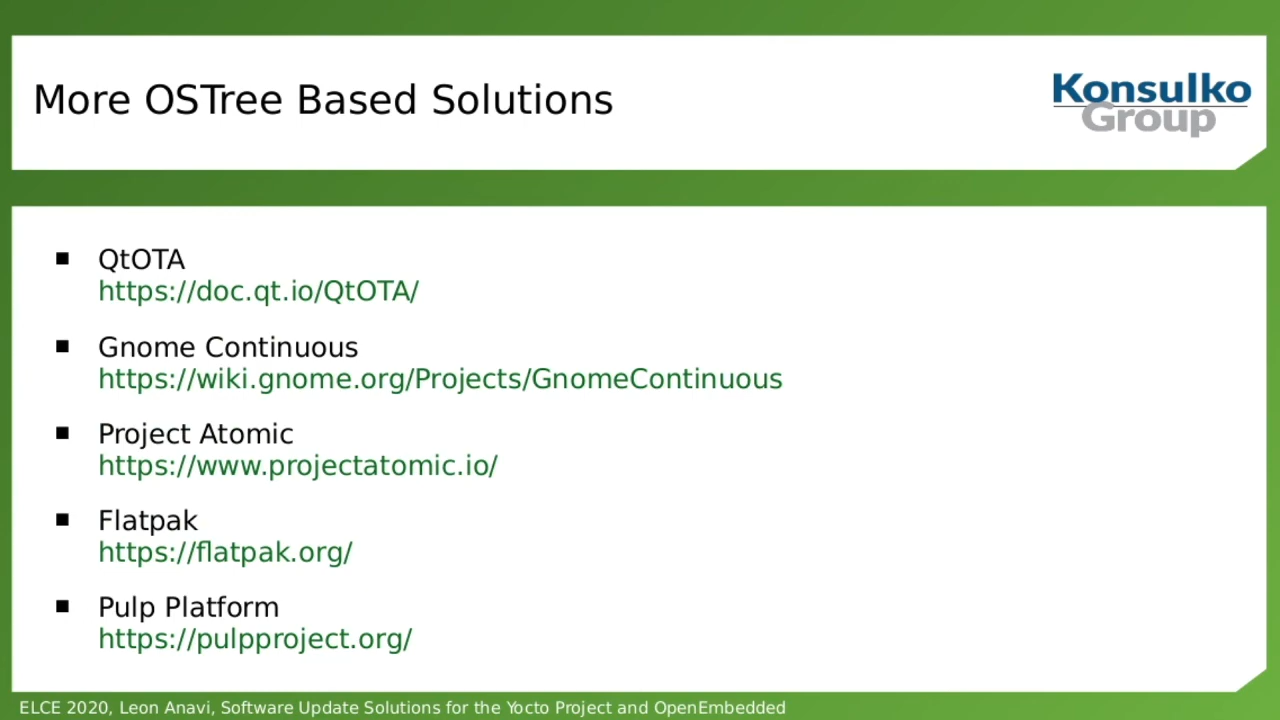 More OSTree Based Solutions
Konsulko
Group
■ QtOTA
https://doc.qt.io/QtOTA/
■ Gnome Continuous
https://wiki.gnome.org/Projects/GnomeContinuous
■ Project Atomic
https://www.projectatomic.io/
■ Flatpak
https://flatpak.org/
■ Pulp Platform
https://pulpproject.org/
ELCE 2020, Leon Anavi, Software Update Solutions for the Yocto Project and OpenEmbedded